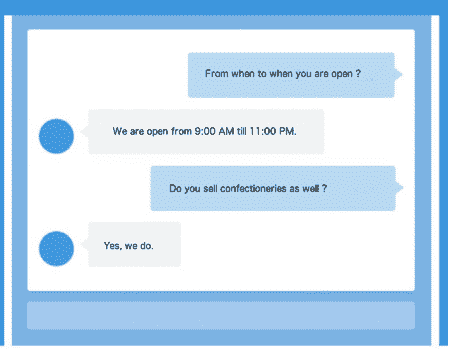 From when to when you are open ?
We are open from 9:00 AM till 11:00 PM.
Do you sell confectioneries as well ?
Yes, we do.